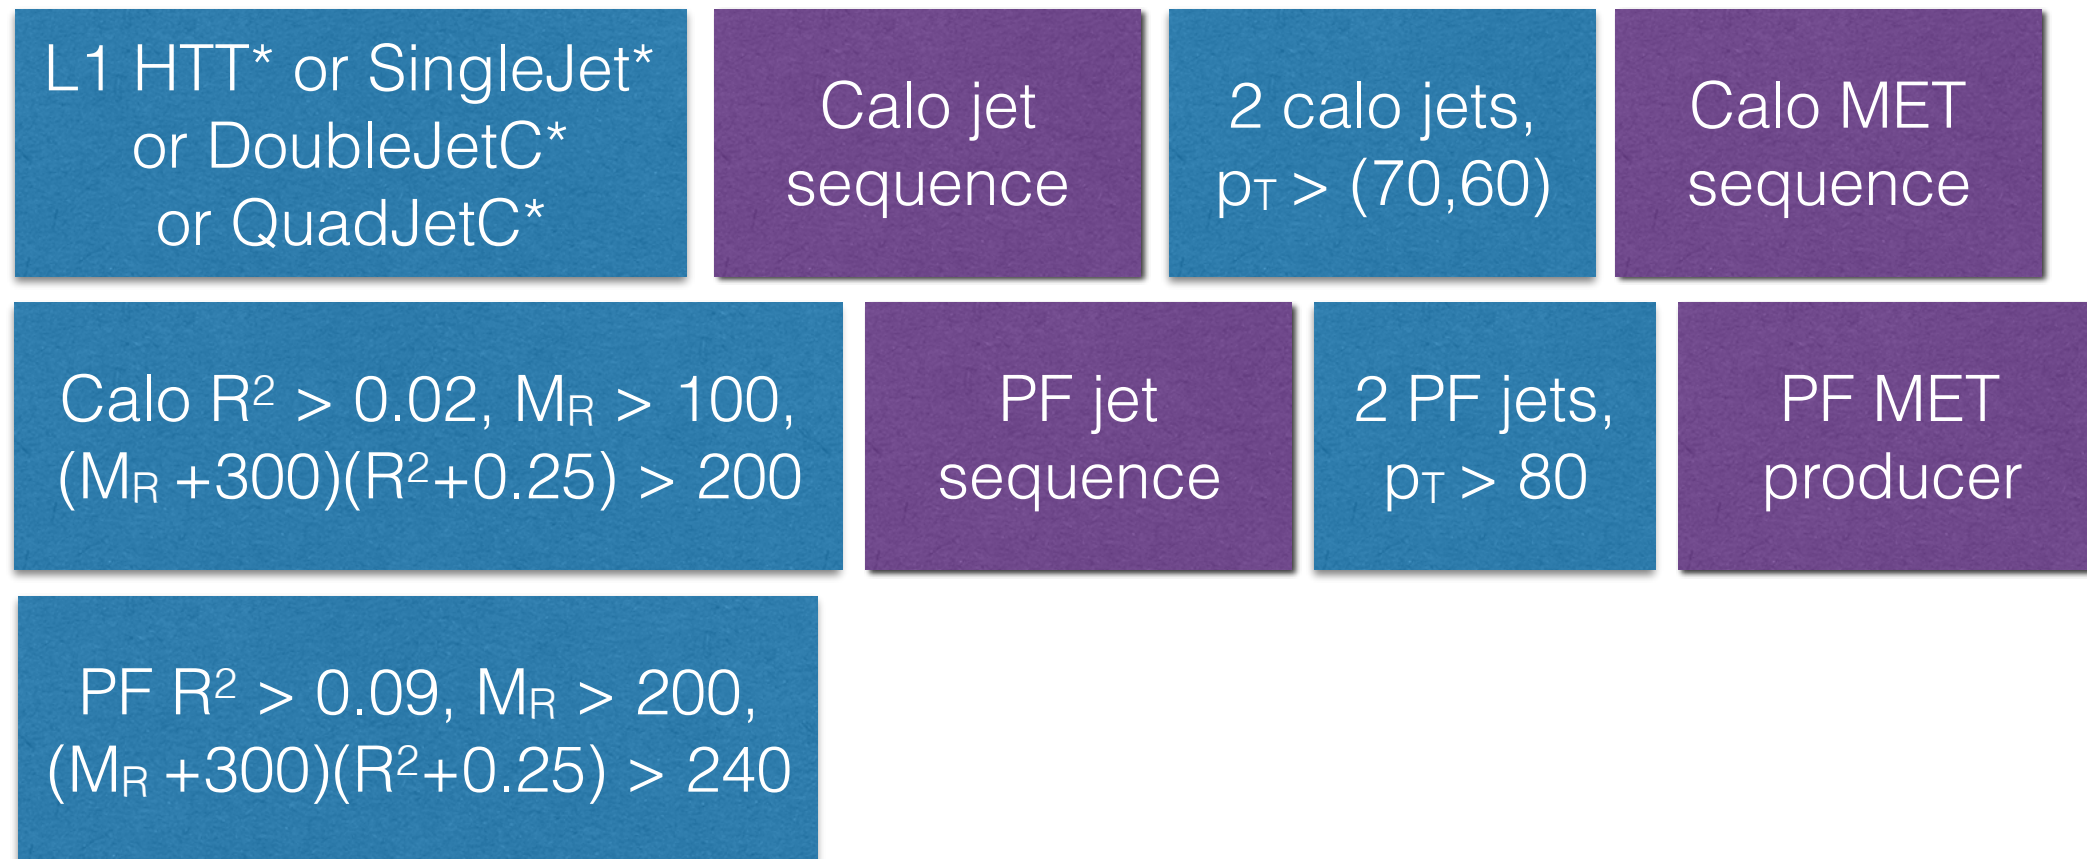 L1 HTT* or SingleJet*
or DoubleJetC*
or QuadJetC*
Calo jet
sequence
2 calo jets,
pT > (70,60)
Calo MET
sequence
Calo R² > 0.02, MR > 100,
(MR +300)(R²+0.25) > 200
PF jet
sequence
2 PF jets,
pT > 80
PF MET
producer
PF R² > 0.09, MR > 200,
(MR +300)(R²+0.25) > 240